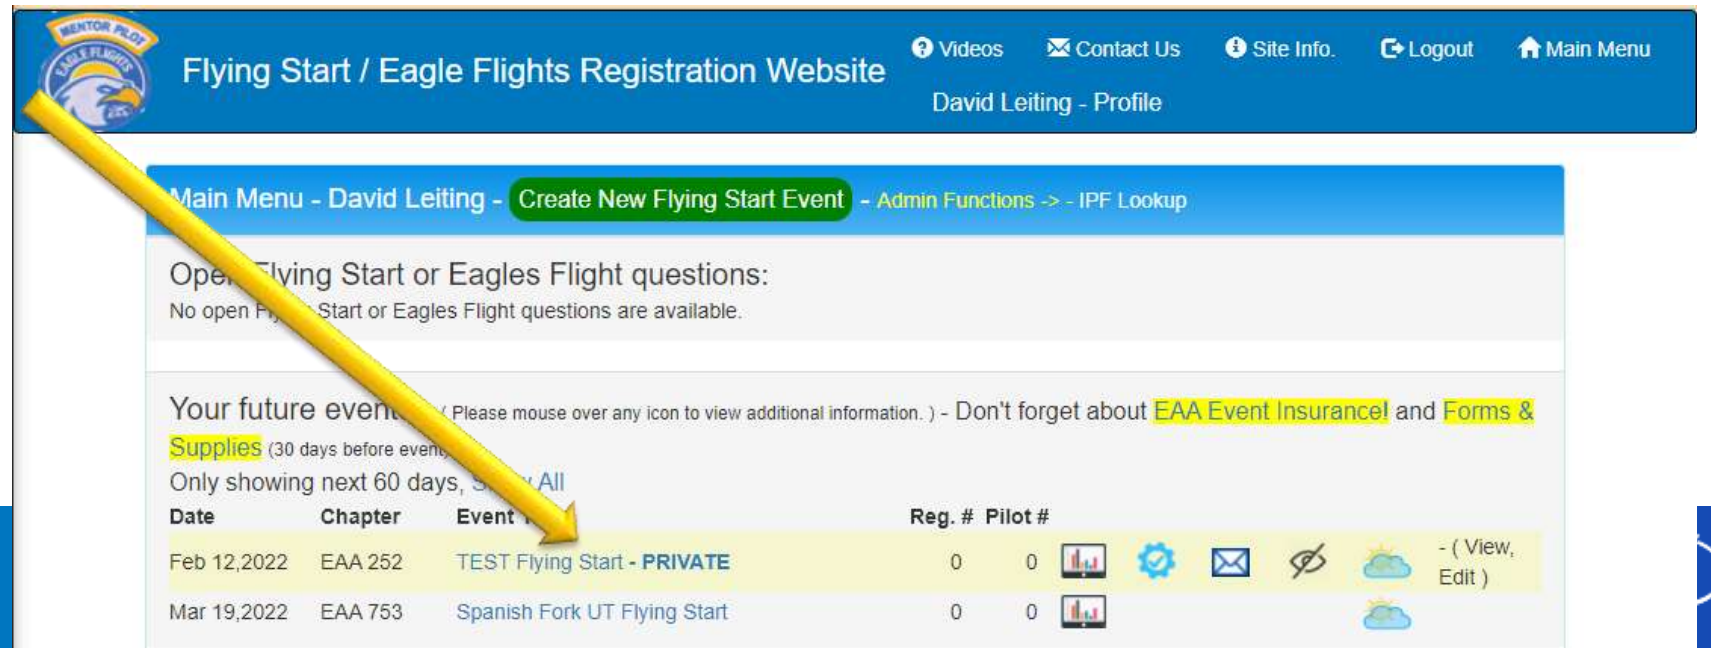 MENTOR PILOT
EAGLE FLIGHTS
Flying Start / Eagle Flights Registration Website
Videos Contact Us Site Info. Logout Main Menu
David Leiting - Profile
Main Menu - David Leiting - Create New Flying Start Event - Admin Functions -> - IPF Lookup
Open Flying Start or Eagles Flight questions:
No open Start or Eagles Flight questions are available.
Your future ( Please mouse over any icon to view additional information. ) - Don't forget about EAA Event Insurance! and Forms &
Supplies (30 days before event)
Only showing next 60 days, All
Date Chapter Event Reg. # Pilot #
Feb 12,2022 EAA 252 TEST Flying Start - PRIVATE 0 0 - ( View,
Edit )
Mar 19,2022 EAA 753 Spanish Fork UT Flying Start 0 0